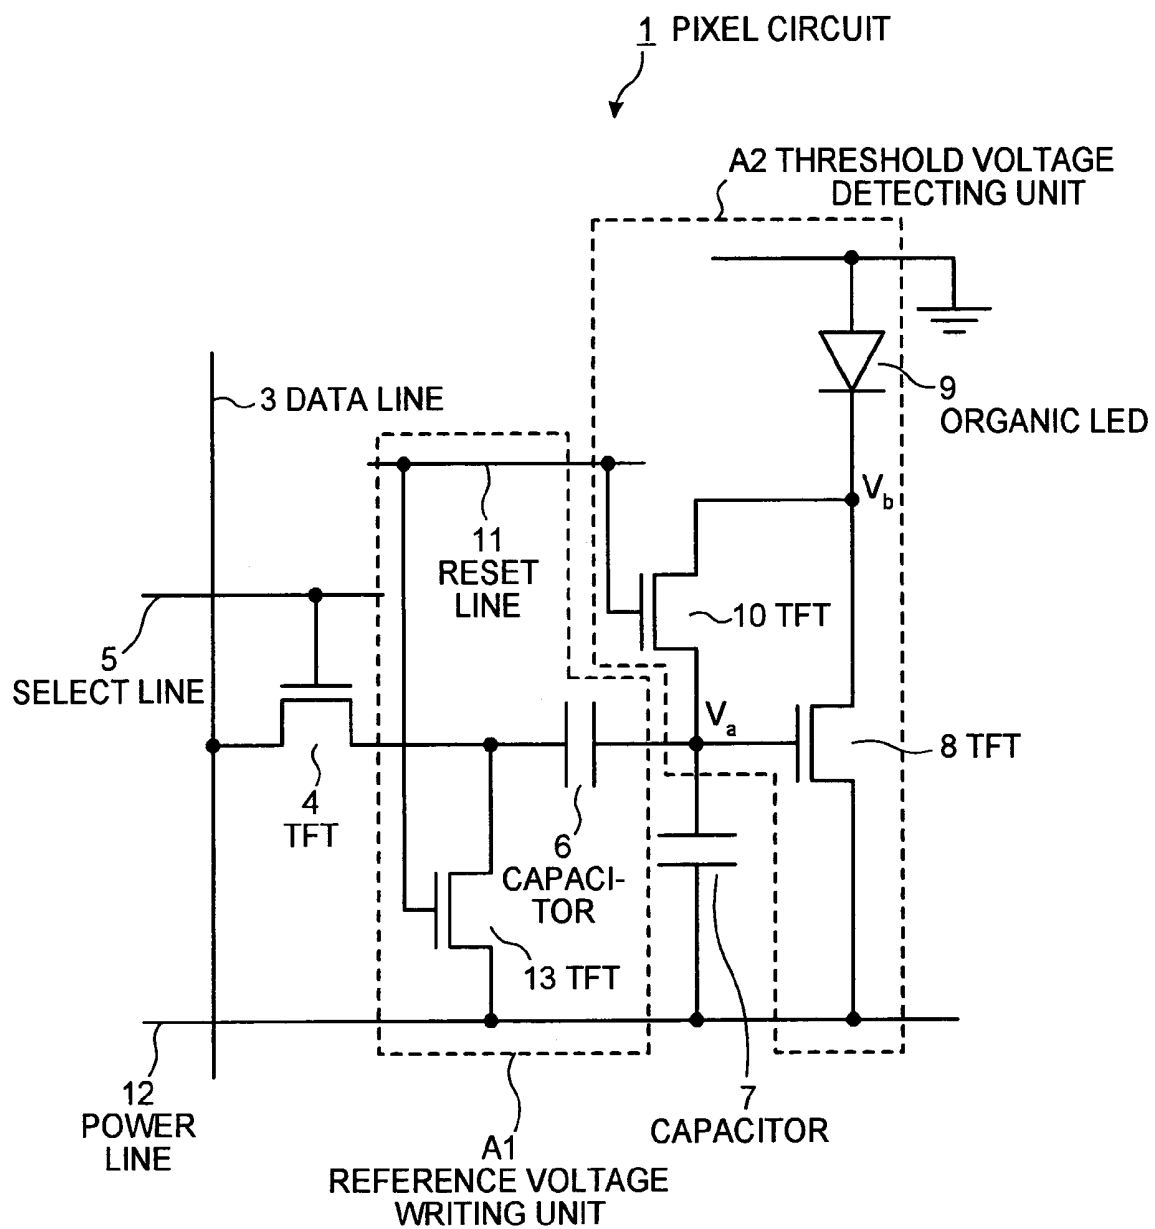 1 PIXEL CIRCUIT
A2 THRESHOLD VOLTAGE
DETECTING UNIT
3 DATA LINE
9
ORGANIC LED
Vb
11
RESET
LINE
10 TFT
5
SELECT LINE
Va
8 TFT
4
TFT
6
CAPACI-
TOR
13 TFT
12
POWER
LINE
7
CAPACITOR
A1
REFERENCE VOLTAGE
WRITING UNIT